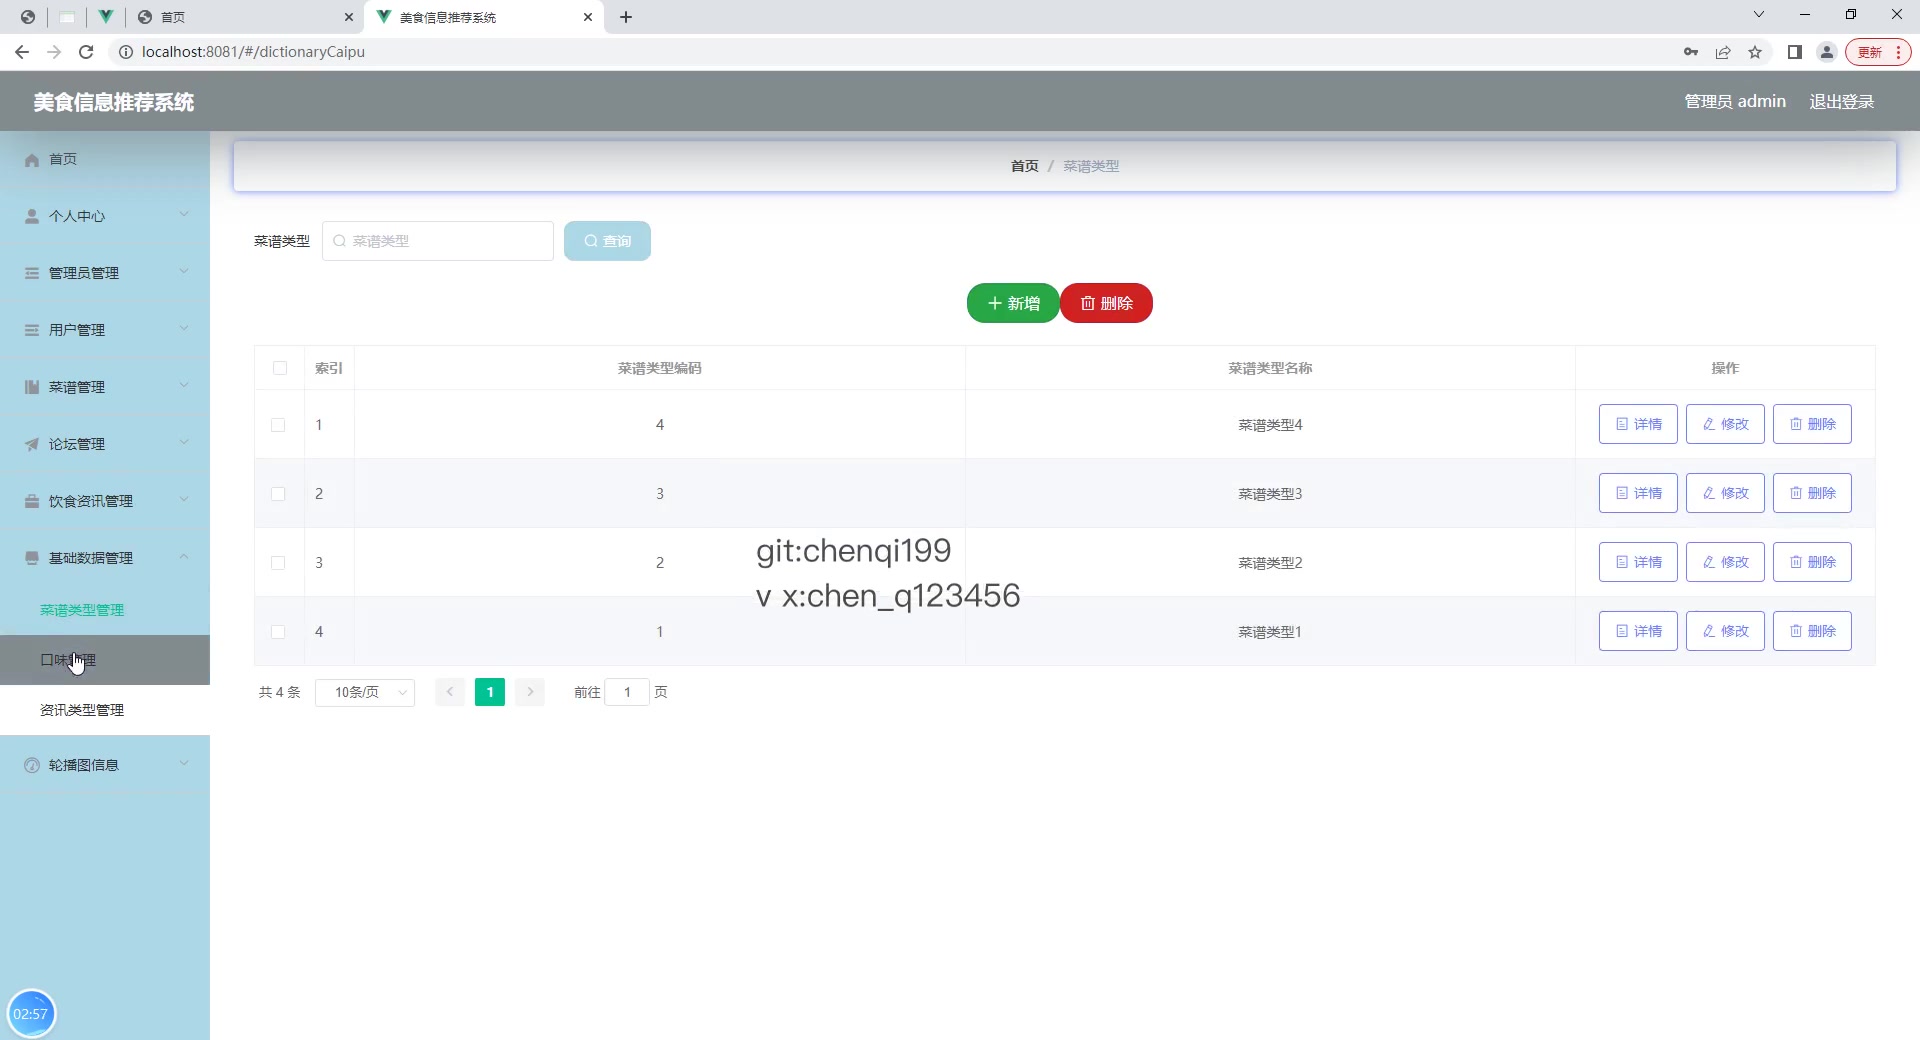 首页
美食信息推荐系统
localhost:8081/#/dictionaryCaipu
更新
美食信息推荐系统
管理员 admin
退出登录
首页
个人中心
管理员管理
用户管理
菜谱管理
论坛管理
饮食资讯管理
基础数据管理
菜谱类型管理
口味管理
资讯类型管理
轮播图信息
02:57
首页 / 菜谱类型
菜谱类型
菜谱类型
查询
新增
删除
索引 菜谱类型编码 菜谱类型名称 操作
1 4 菜谱类型4 详情 修改 删除
2 3 菜谱类型3 详情 修改 删除
3 2 菜谱类型2 详情 修改 删除
4 1 菜谱类型1 详情 修改 删除
git:chenqi199
v x:chen_q123456
共 4 条 10条/页 1 前往 1 页